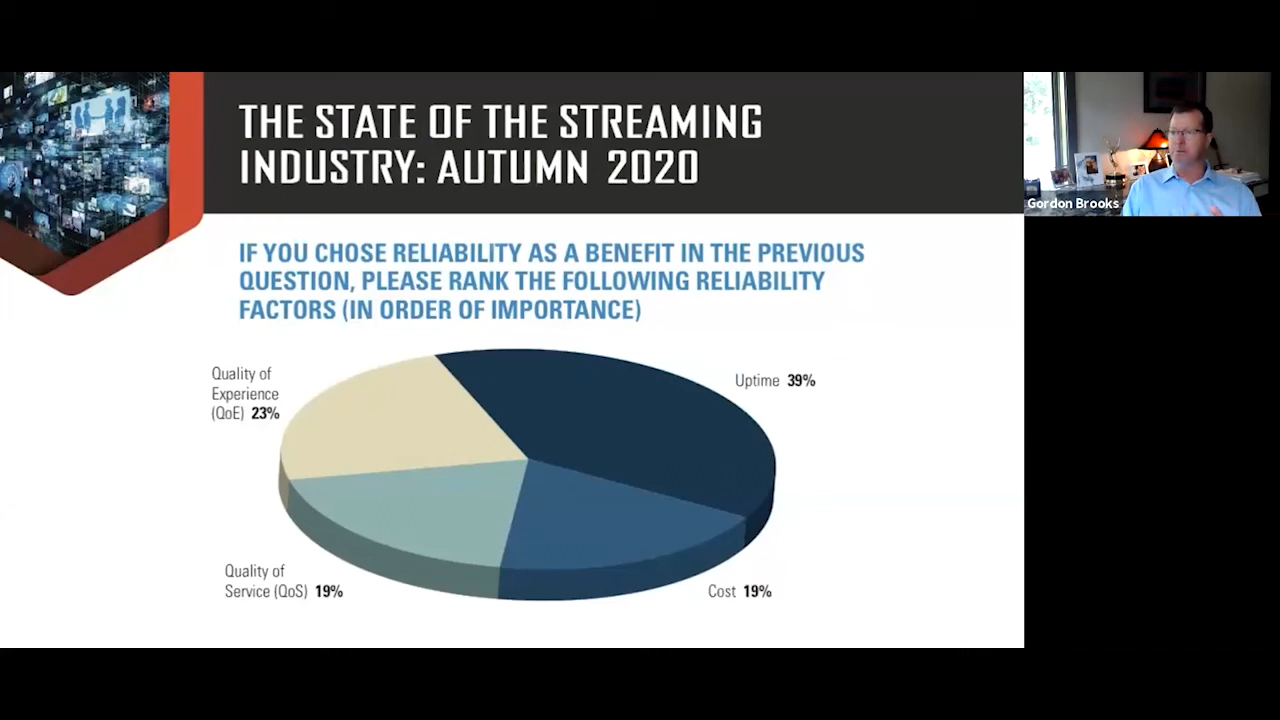 THE STATE OF THE STREAMING
INDUSTRY: AUTUMN 2020
Gordon Brooks
IF YOU CHOSE RELIABILITY AS A BENEFIT IN THE PREVIOUS
QUESTION, PLEASE RANK THE FOLLOWING RELIABILITY
FACTORS (IN ORDER OF IMPORTANCE)
Quality of
Experience
(QoE) 23%
Uptime 39%
Quality of
Service (QoS) 19%
Cost 19%